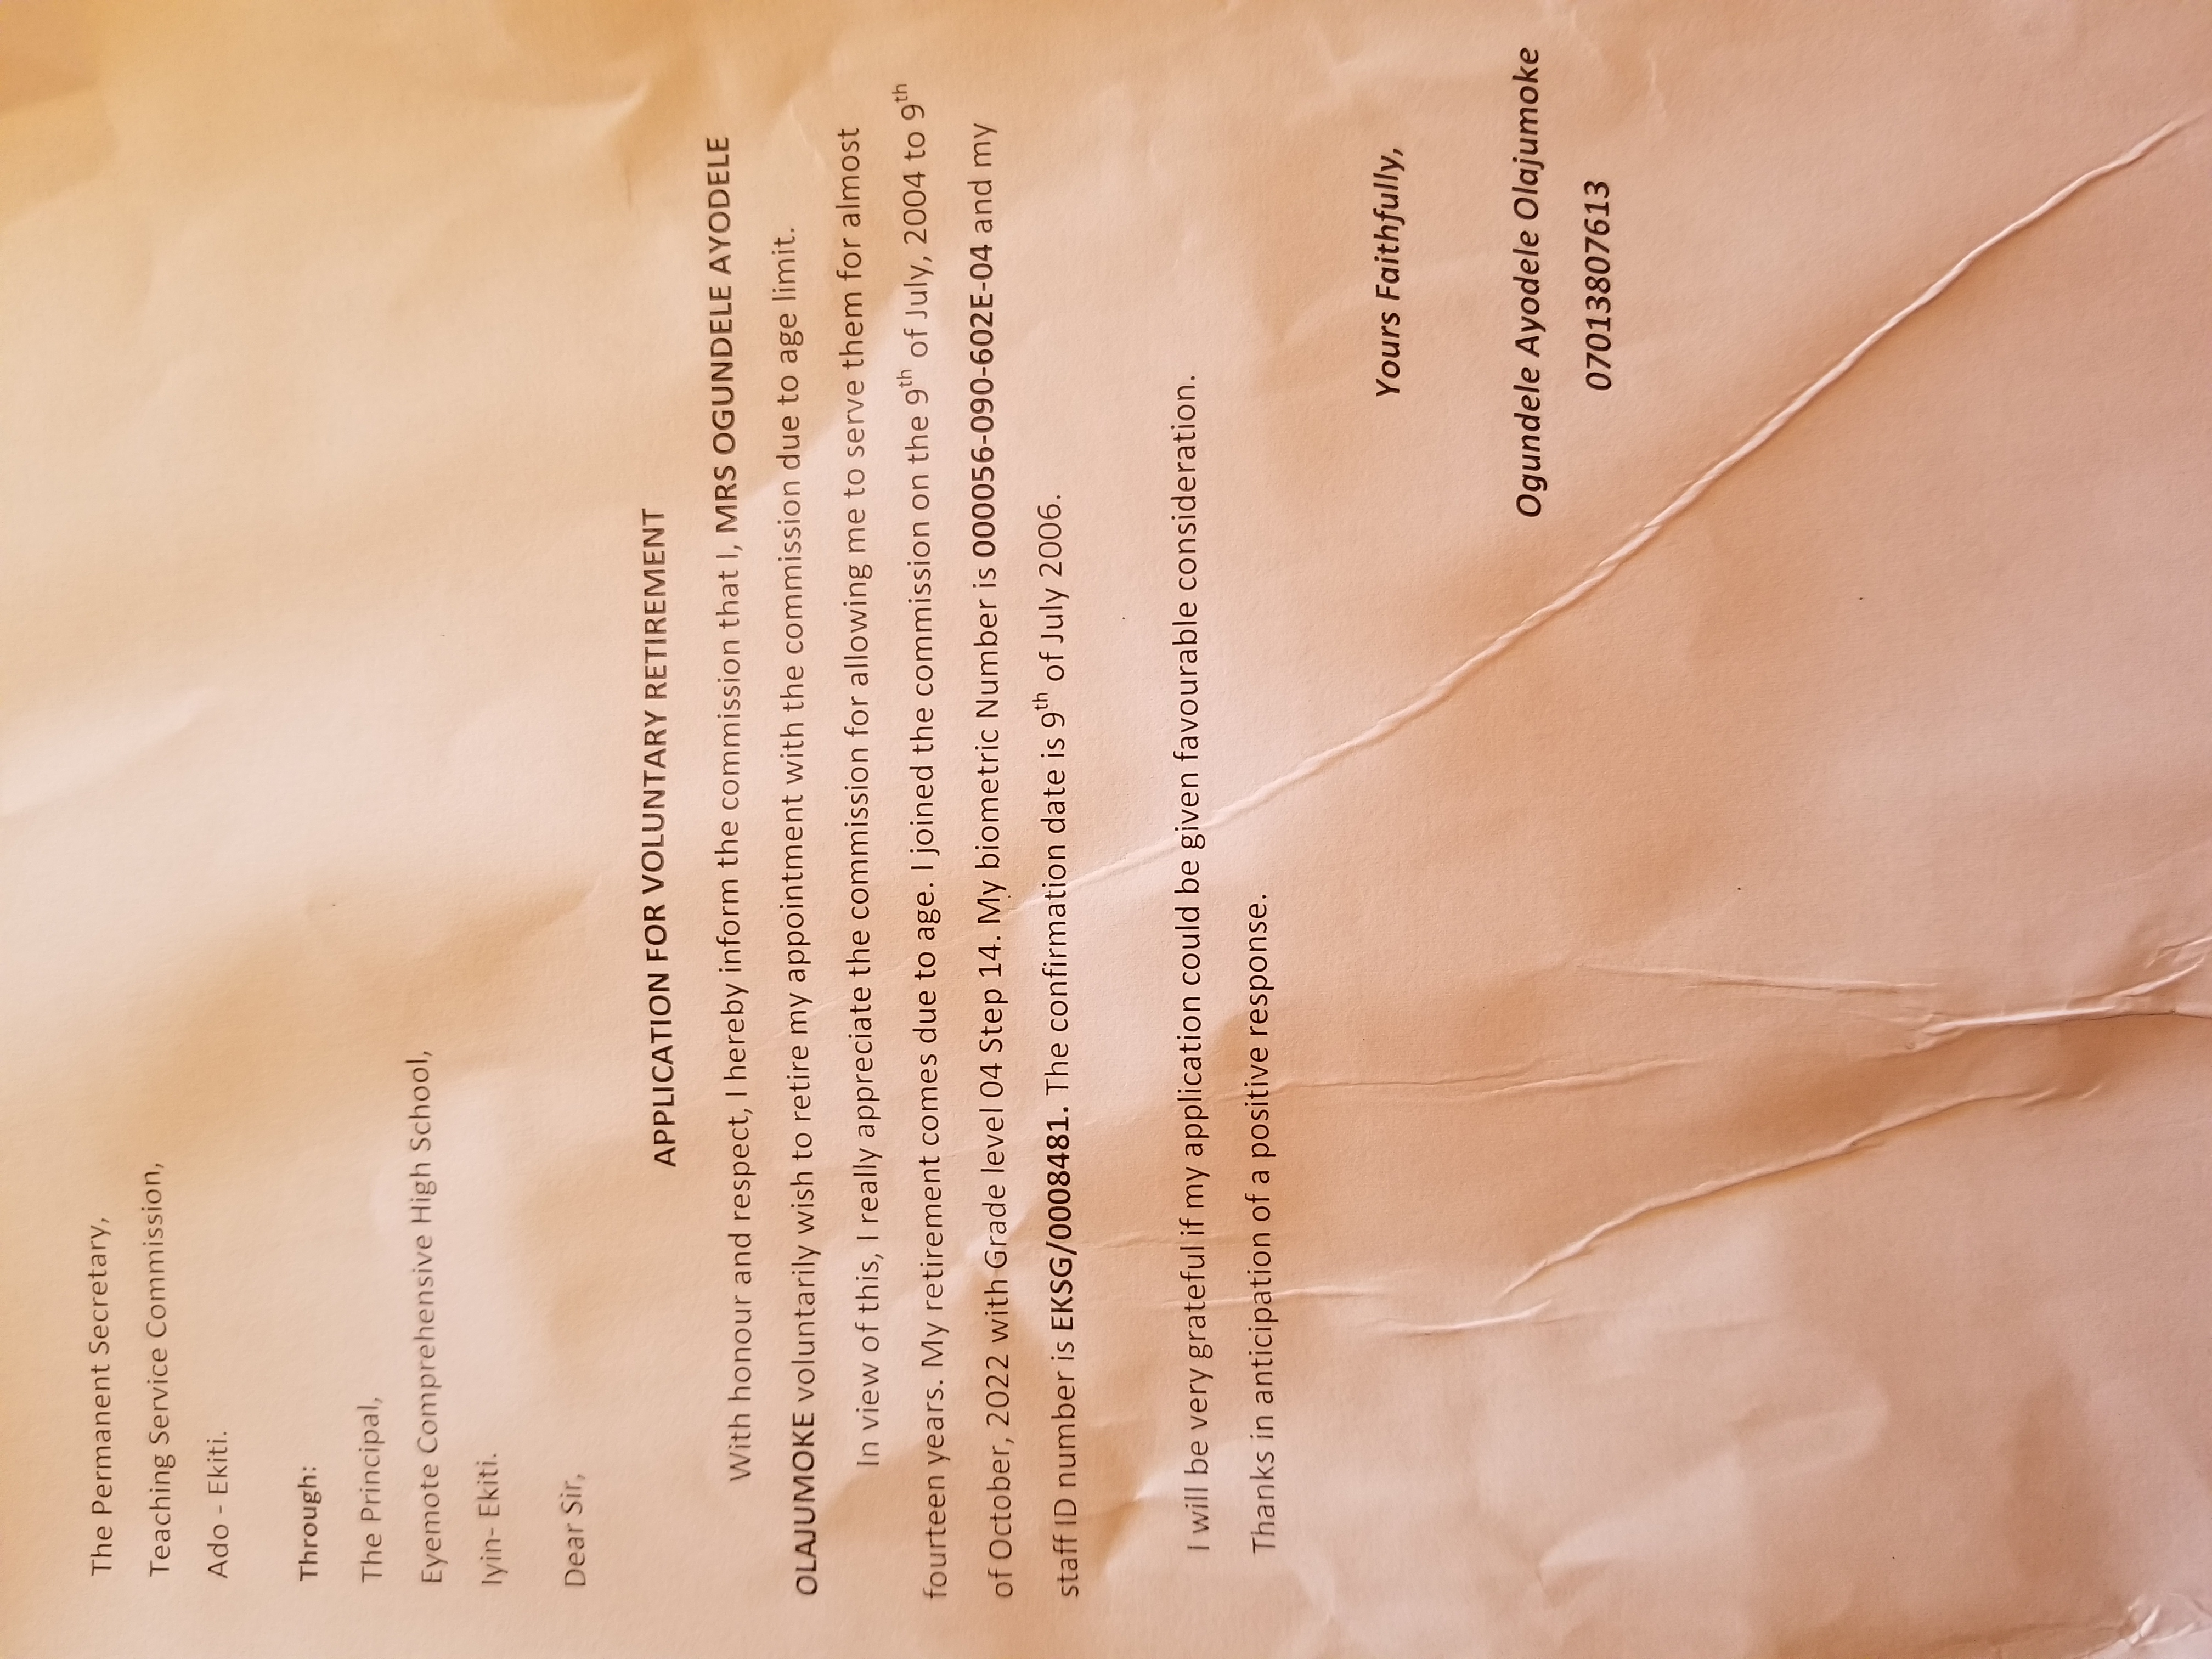 The Permanent Secretary,
Teaching Service Commission,
Ado - Ekiti.
Through:
The Principal,
Eyemote Comprehensive High School,
Iyin- Ekiti.
Dear Sir,
APPLICATION FOR VOLUNTARY RETIREMENT
With honour and respect, I hereby inform the commission that I, MRS OGUNDELE AYODELE
OLAJUMOKE voluntarily wish to retire my appointment with the commission due to age limit.
In view of this, I really appreciate the commission for allowing me to serve them for almost
fourteen years. My retirement comes due to age. I joined the commission on the 9th of July, 2004 to 9th
of October, 2022 with Grade level 04 Step 14. My biometric Number is 000056-090-602E-04 and my
staff ID number is EKSG/0008481. The confirmation date is 9th of July 2006.
I will be very grateful if my application could be given favourable consideration.
Thanks in anticipation of a positive response.
Yours Faithfully,
Ogundele Ayodele Olajumoke
07013807613